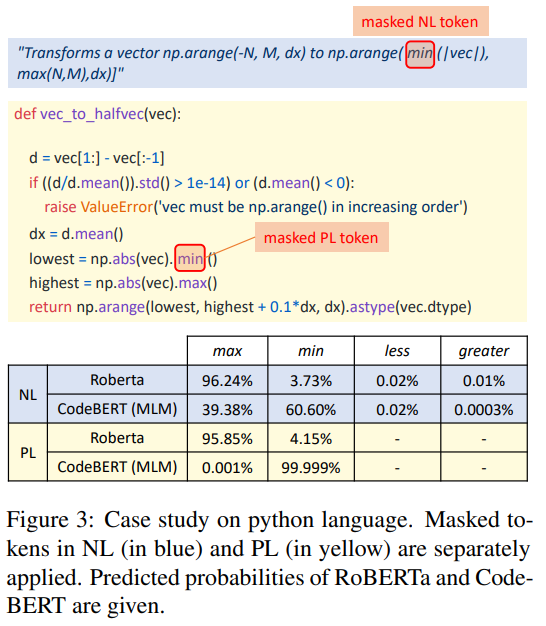 masked NL token
"Transforms a vector np.arange(-N, M, dx) to np.arange( min (|vec|),
max(N,M),dx)]"
def vec_to_halfvec(vec):
d = vec[1:] - vec[:-1]
if ((d/d.mean()).std() > 1e-14) or (d.mean() < 0):
raise ValueError('vec must be np.arange() in increasing order')
dx = d.mean()
masked PL token
lowest = np.abs(vec).min()
highest = np.abs(vec).max()
return np.arange(lowest, highest + 0.1*dx, dx).astype(vec.dtype)
max min less greater
NL Roberta 96.24% 3.73% 0.02% 0.01%
CodeBERT (MLM) 39.38% 60.60% 0.02% 0.0003%
PL Roberta 95.85% 4.15% - -
CodeBERT (MLM) 0.001% 99.999% - -
Figure 3: Case study on python language. Masked to-
kens in NL (in blue) and PL (in yellow) are separately
applied. Predicted probabilities of RoBERTa and Code-
BERT are given.